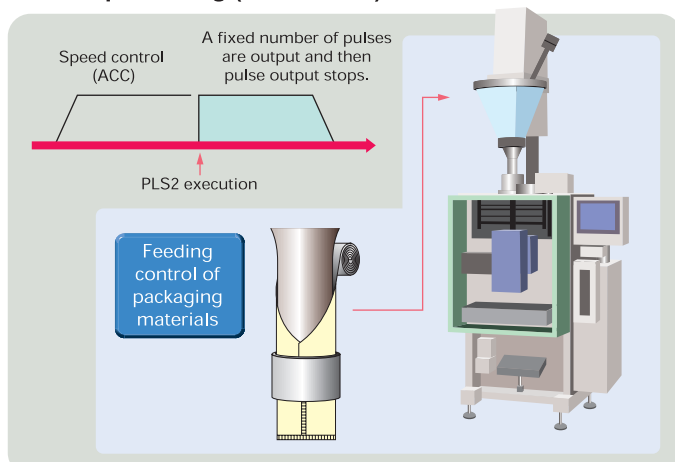 Speed control
(ACC)
A fixed number of pulses
are output and then
pulse output stops.
PLS2 execution
Feeding
control of
packaging
materials